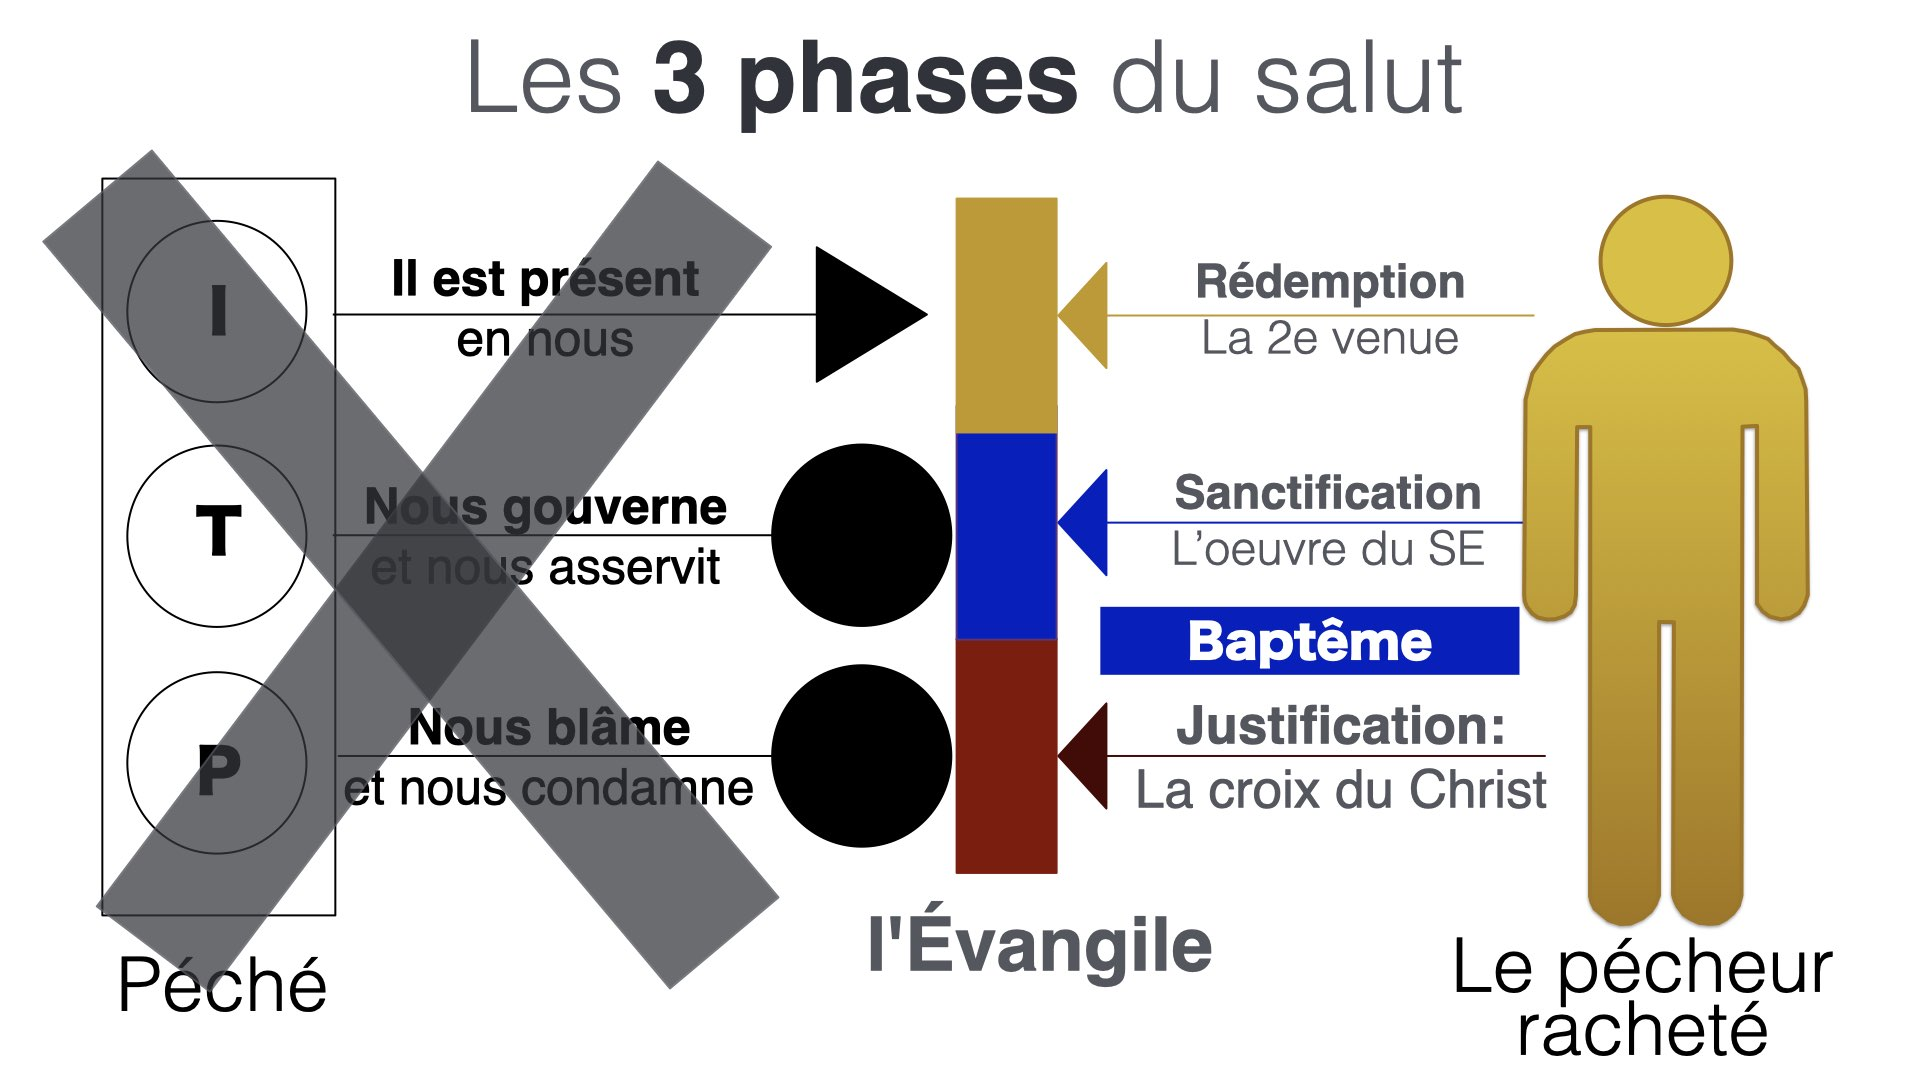 Les 3 phases du salut
I
Il est présent
en nous
Rédemption
La 2e venue
T
Nous gouverne
et nous asservit
Sanctification
L'oeuvre du SE
Baptême
P
Nous blâme
et nous condamne
Justification:
La croix du Christ
Péché
l'Évangile
Le pécheur
racheté